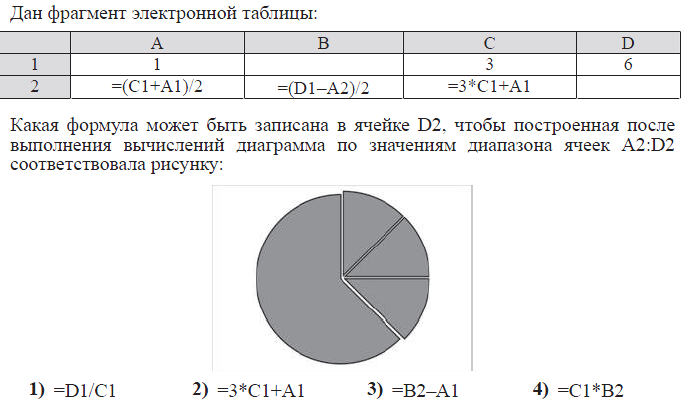 Дан фрагмент электронной таблицы:
A B C D
1 1 3 6
2 =(C1+A1)/2 =(D1–A2)/2 =3*C1+A1
Какая формула может быть записана в ячейке D2, чтобы построенная после
выполнения вычислений диаграмма по значениям диапазона ячеек A2:D2
соответствовала рисунку:
1) =D1/C1 2) =3*C1+A1 3) =B2–A1 4) =C1*B2